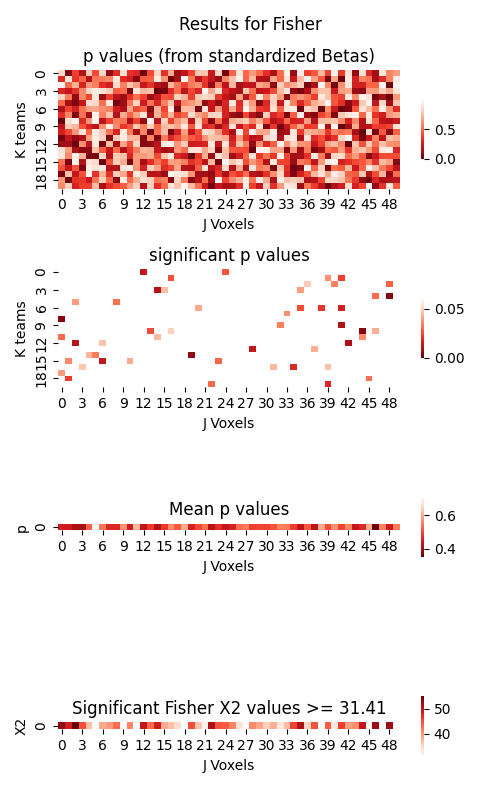 Results for Fisher
p values (from standardized Betas)
K teams
0
3
6
9
12
15
18
0 3 6 9 12 15 18 21 24 27 30 33 36 39 42 45 48
J Voxels
0.5
0.0
significant p values
K teams
0
3
6
9
12
15
18
0 3 6 9 12 15 18 21 24 27 30 33 36 39 42 45 48
J Voxels
0.05
0.00
Mean p values
p
0
0 3 6 9 12 15 18 21 24 27 30 33 36 39 42 45 48
J Voxels
0.6
0.4
Significant Fisher X2 values >= 31.41
X2
0
0 3 6 9 12 15 18 21 24 27 30 33 36 39 42 45 48
J Voxels
50
40